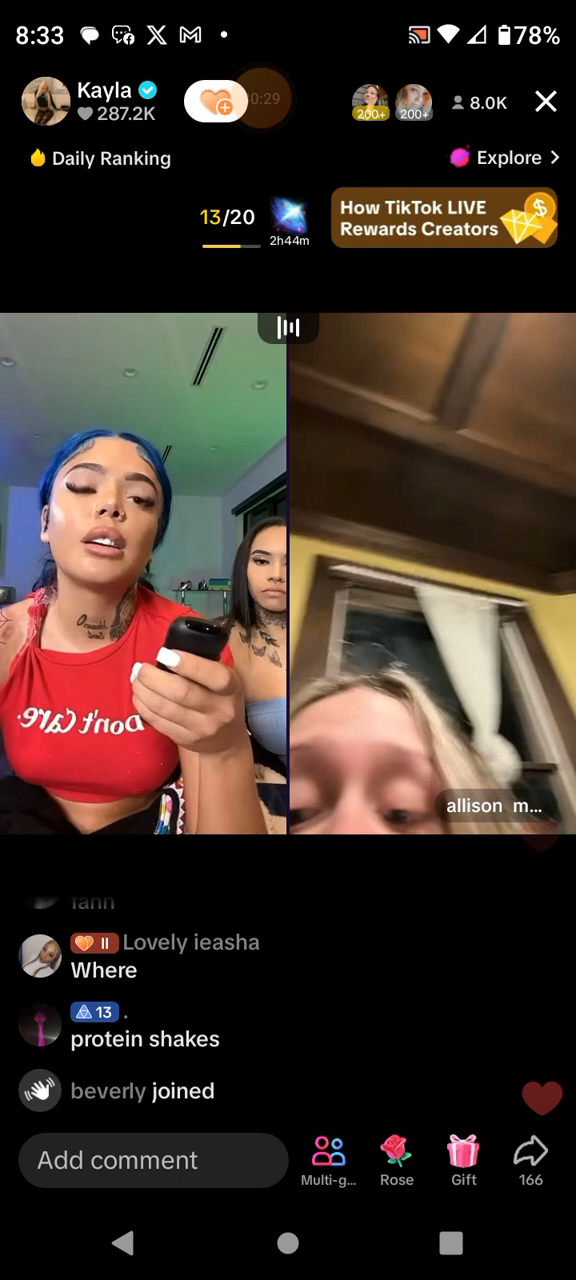 8:33
78%
Kayla
287.2K
0:29
200+
200+
8.0K
Daily Ranking
Explore
13/20
2h44m
How TikTok LIVE
Rewards Creators
Don't Care.
allison m...
fann
II Lovely ieasha
Where
13 .
protein shakes
beverly joined
Add comment
Multi-g...
Rose
Gift
166